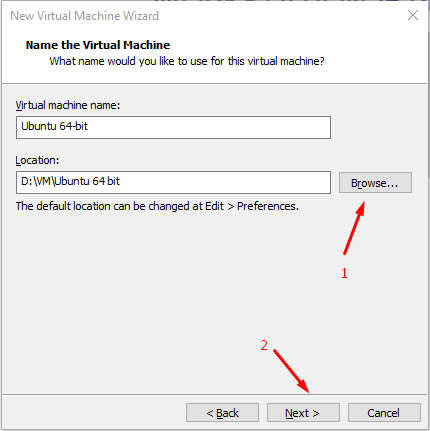 New Virtual Machine Wizard
Name the Virtual Machine
What name would you like to use for this virtual machine?
Virtual machine name:
Ubuntu 64-bit
Location:
D:\VM\Ubuntu 64 bit
Browse...
The default location can be changed at Edit > Preferences.
1
2
< Back
Next >
Cancel